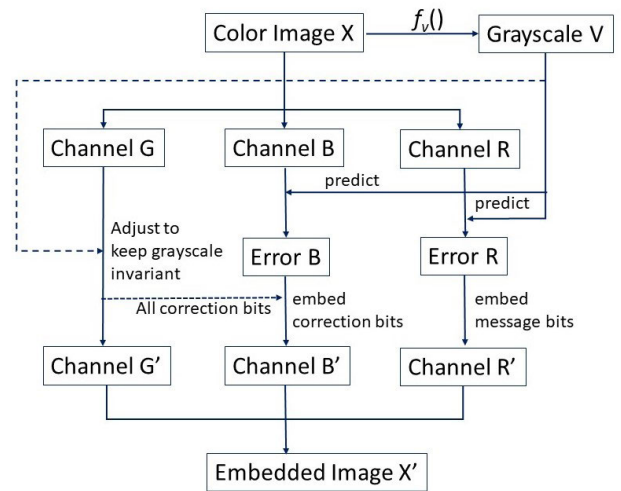 Color Image X
fv()
Grayscale V
Channel G
Channel B
Channel R
predict
predict
Adjust to
keep grayscale
invariant
Error B
Error R
All correction bits
embed
correction bits
embed
message bits
Channel G’
Channel B’
Channel R’
Embedded Image X’